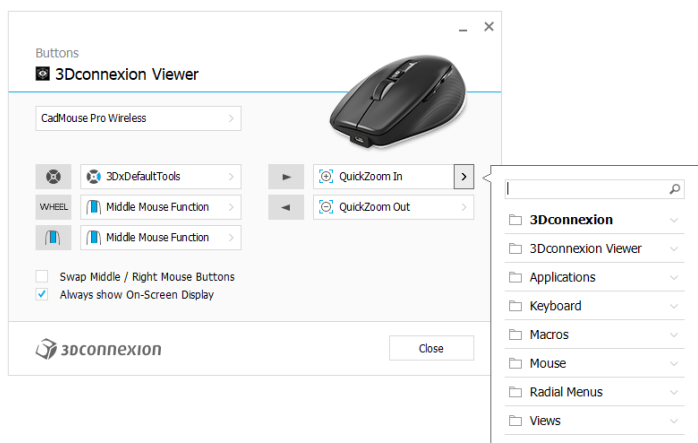 Buttons
3Dconnexion Viewer
CadMouse Pro Wireless
3DxDefaultTools
QuickZoom In
WHEEL
Middle Mouse Function
QuickZoom Out
Middle Mouse Function
Swap Middle / Right Mouse Buttons
Always show On-Screen Display
3Dconnexion
Close
3Dconnexion
3Dconnexion Viewer
Applications
Keyboard
Macros
Mouse
Radial Menus
Views